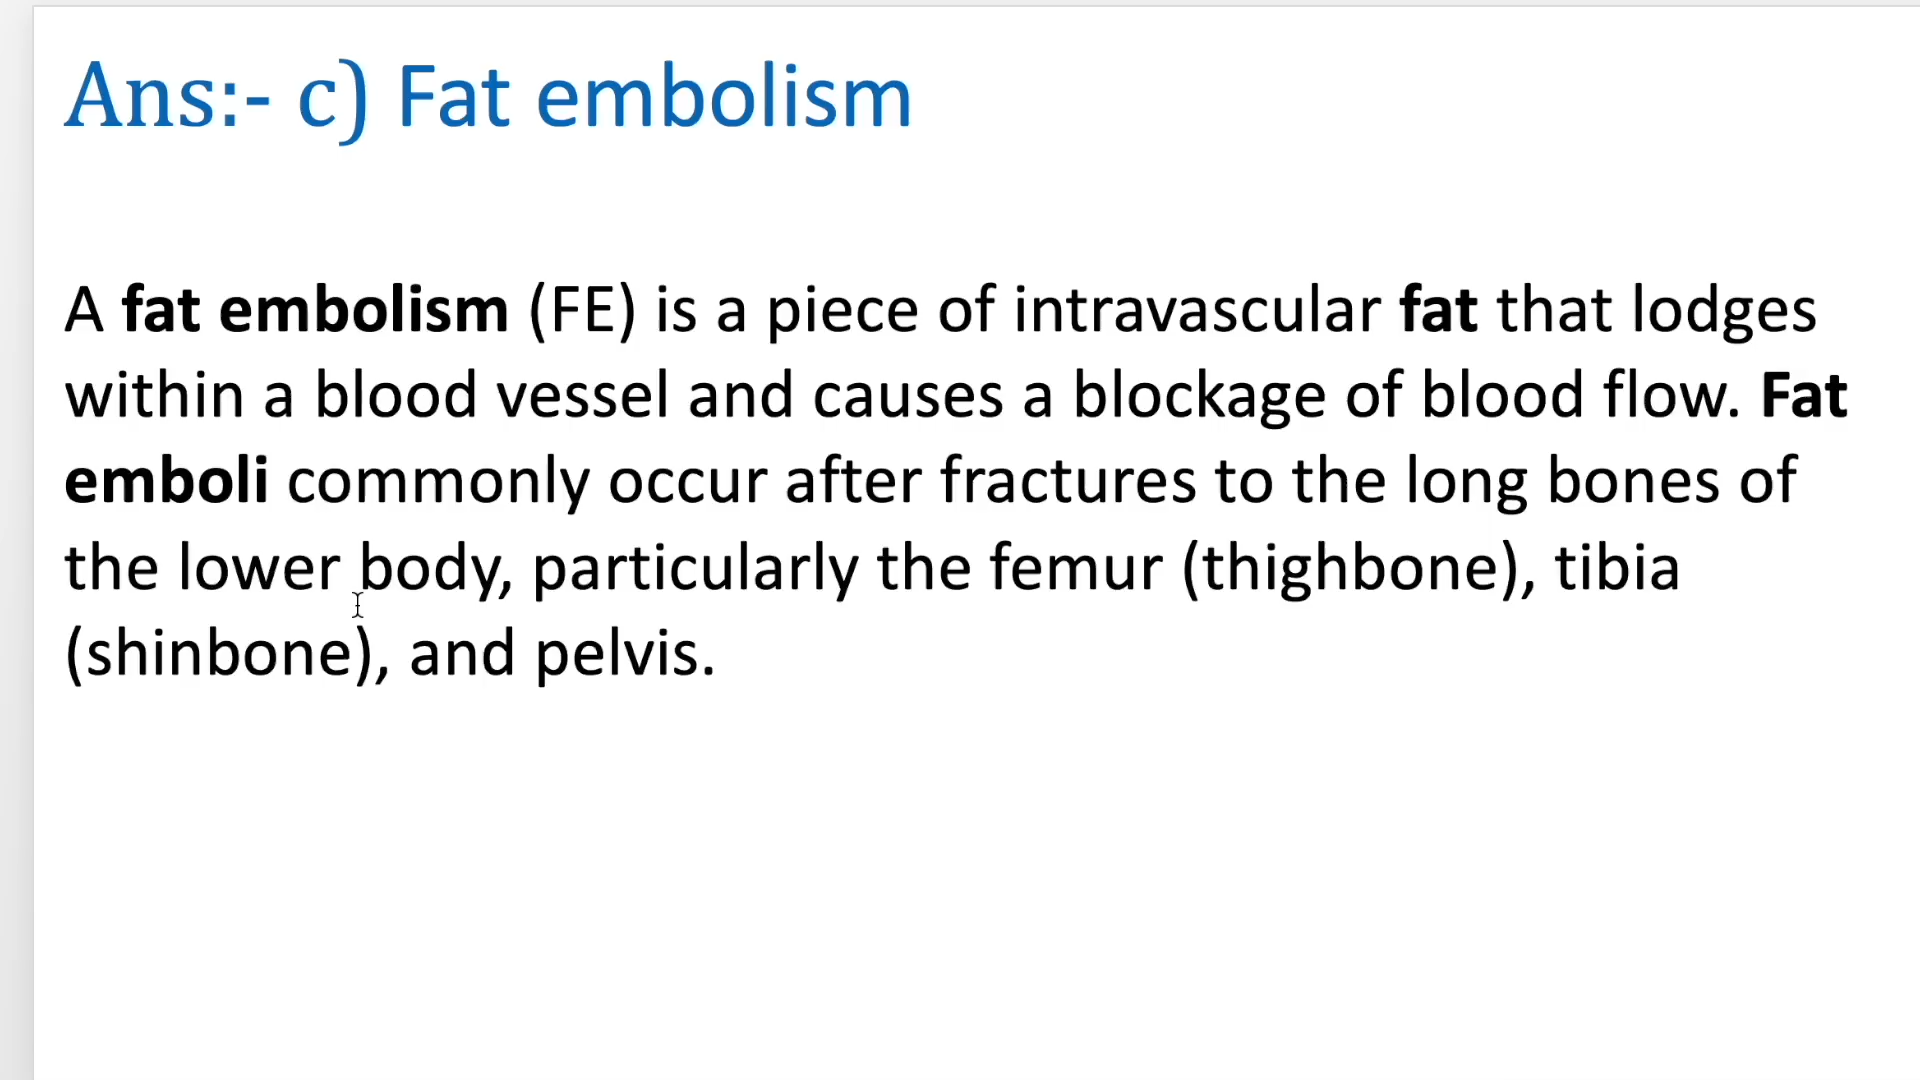 Ans:- c) Fat embolism
A fat embolism (FE) is a piece of intravascular fat that lodges
within a blood vessel and causes a blockage of blood flow. Fat
emboli commonly occur after fractures to the long bones of
the lower body, particularly the femur (thighbone), tibia
(shinbone), and pelvis.